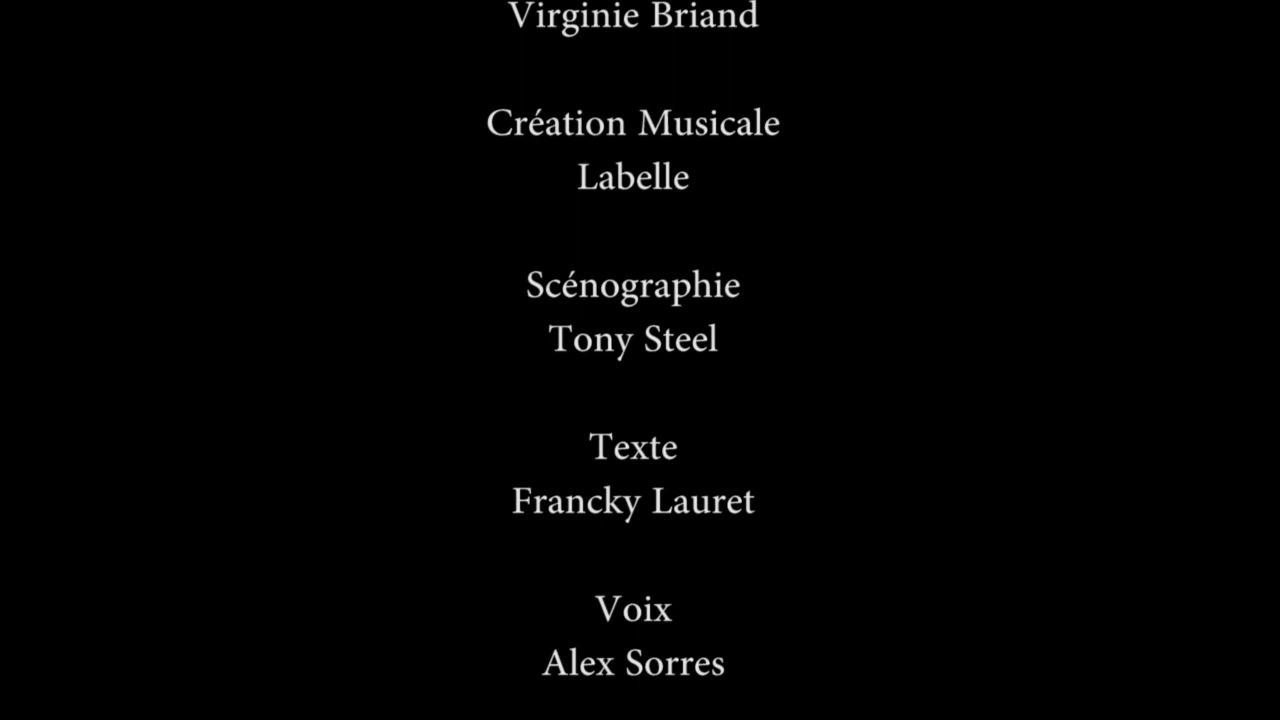 Virginie Briand
Création Musicale
Labelle
Scénographie
Tony Steel
Texte
Francky Lauret
Voix
Alex Sorres